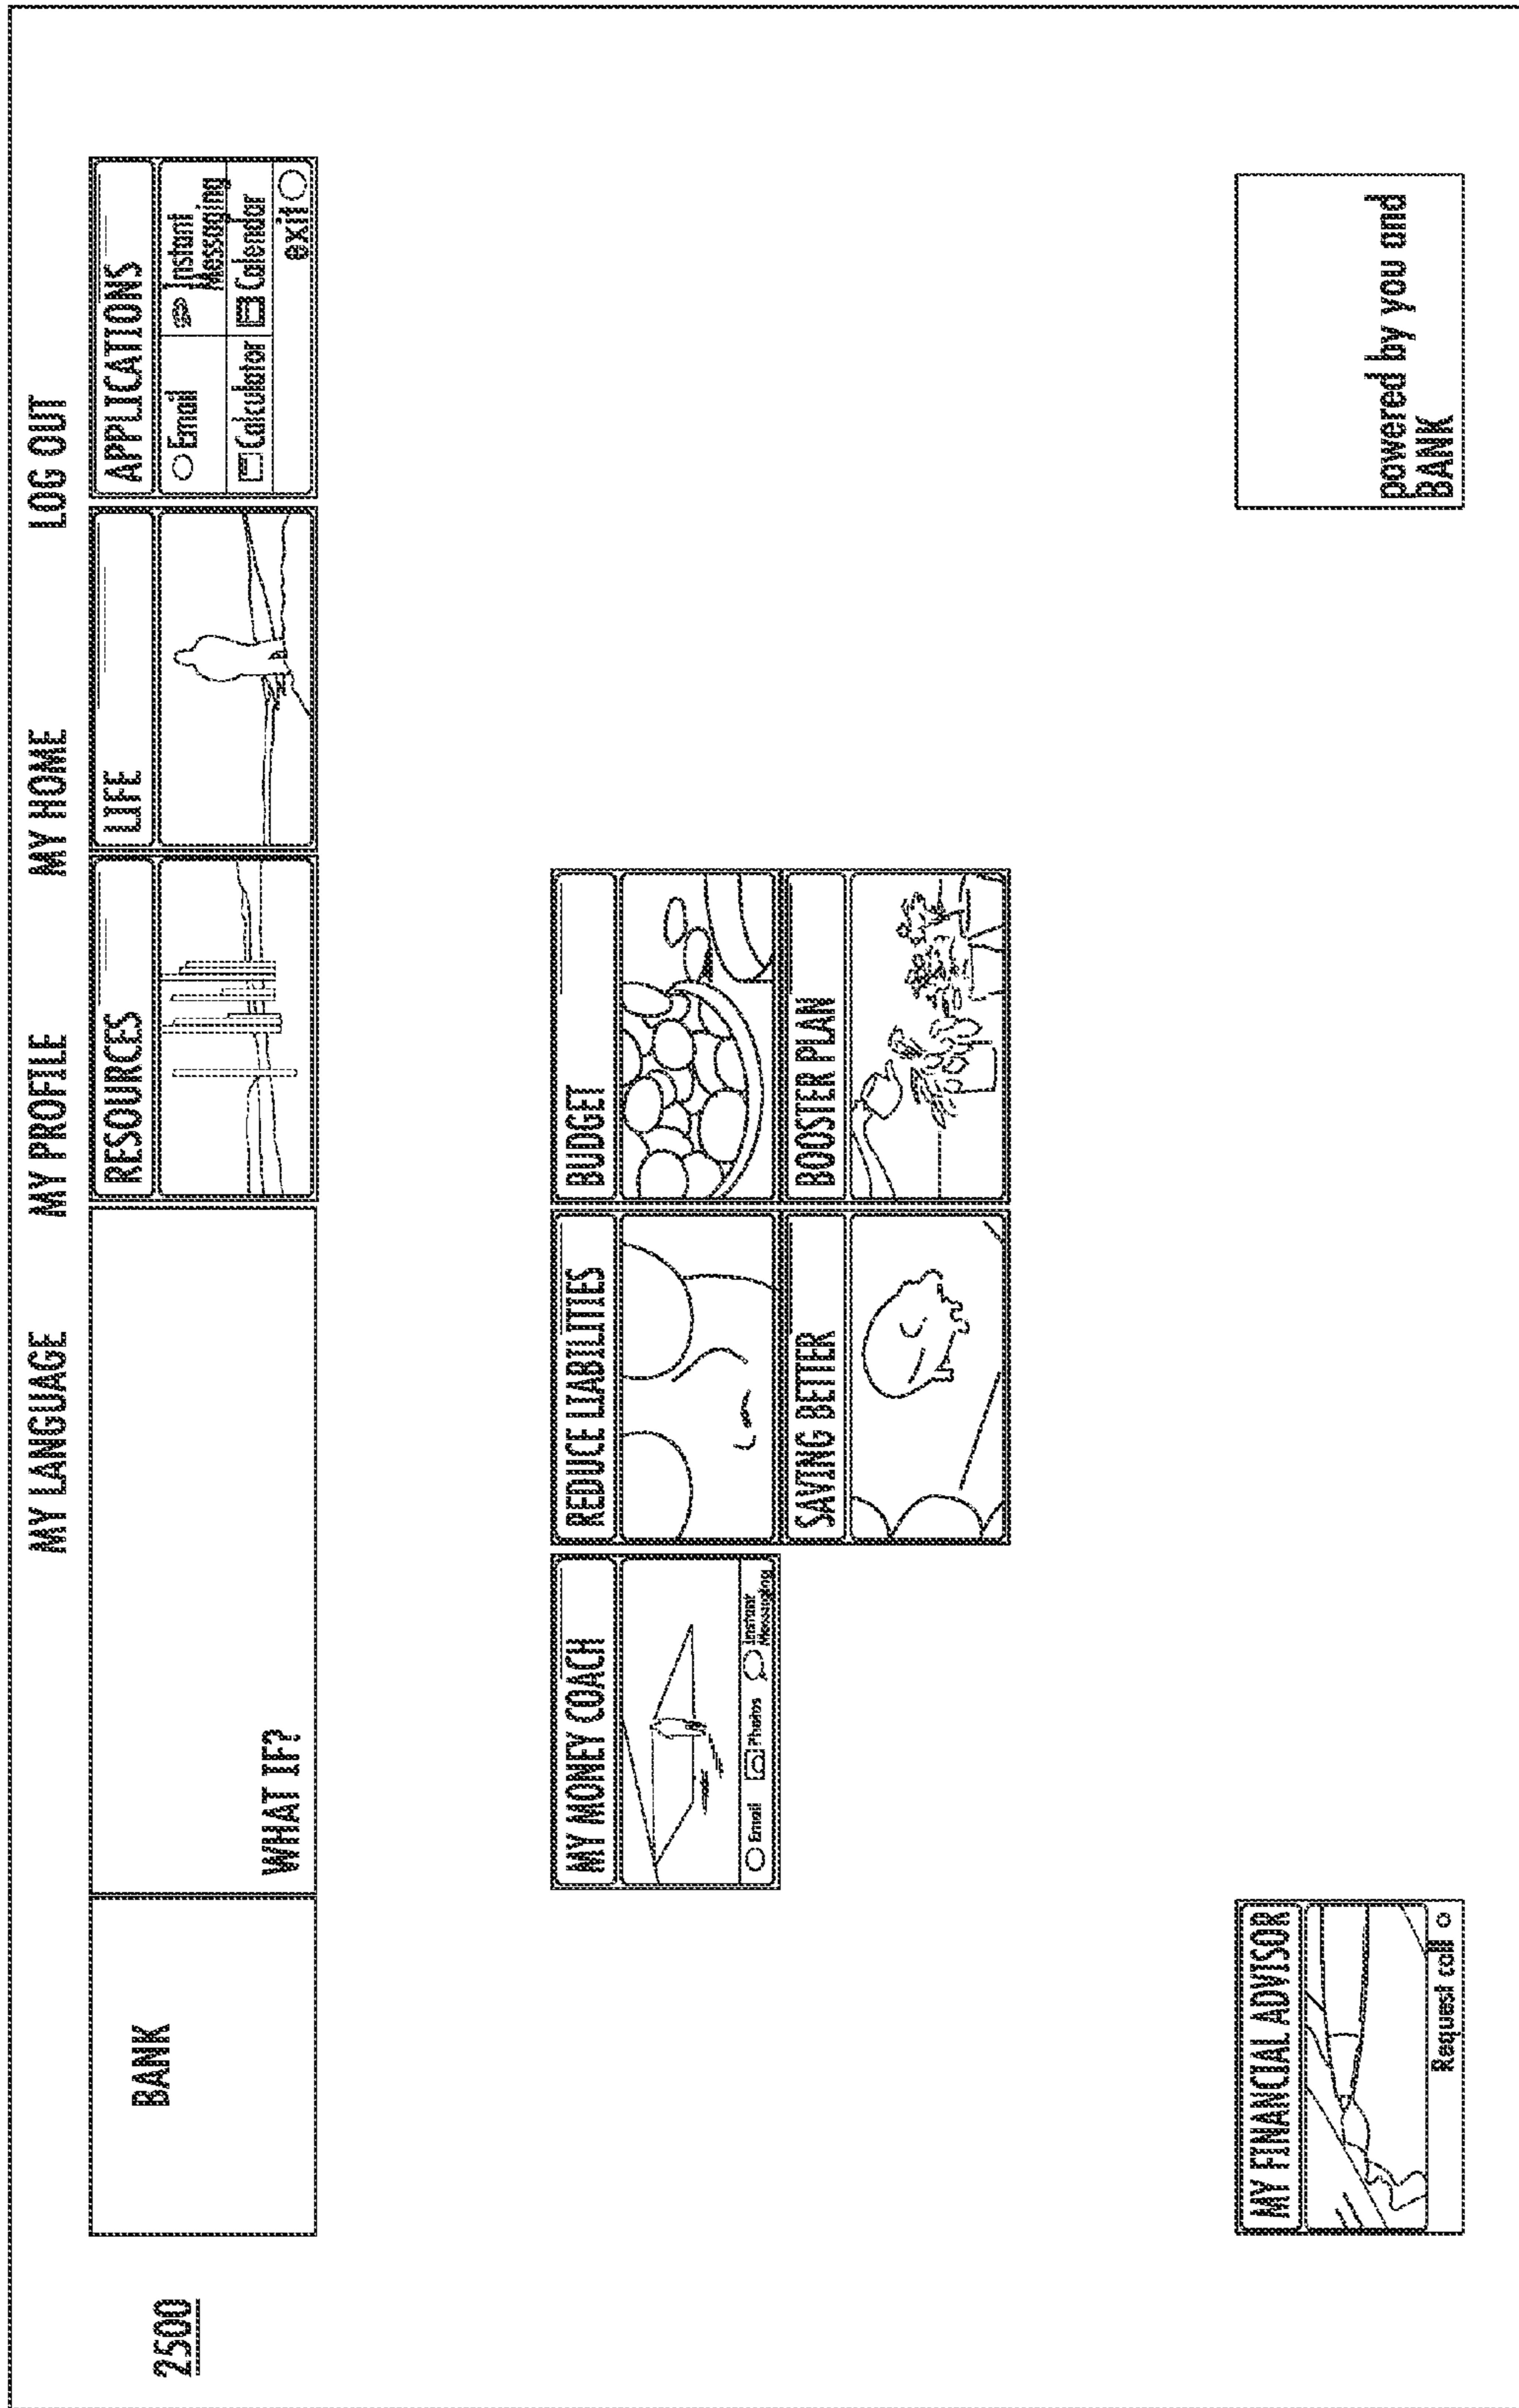 MY LANGUAGE
MY PROFILE
MY HOME
LOG OUT
2500
BANK
WHAT IF?
RESOURCES
LIFE
APPLICATIONS
Email
Instant
Messaging
Calculator
Calendar
exit
MY MONEY COACH
Email
Photos
Instant
Messaging
REDUCE LIABILITIES
BUDGET
SAVING BETTER
BOOSTER PLAN
MY FINANCIAL ADVISOR
Request call
powered by you and
BANK